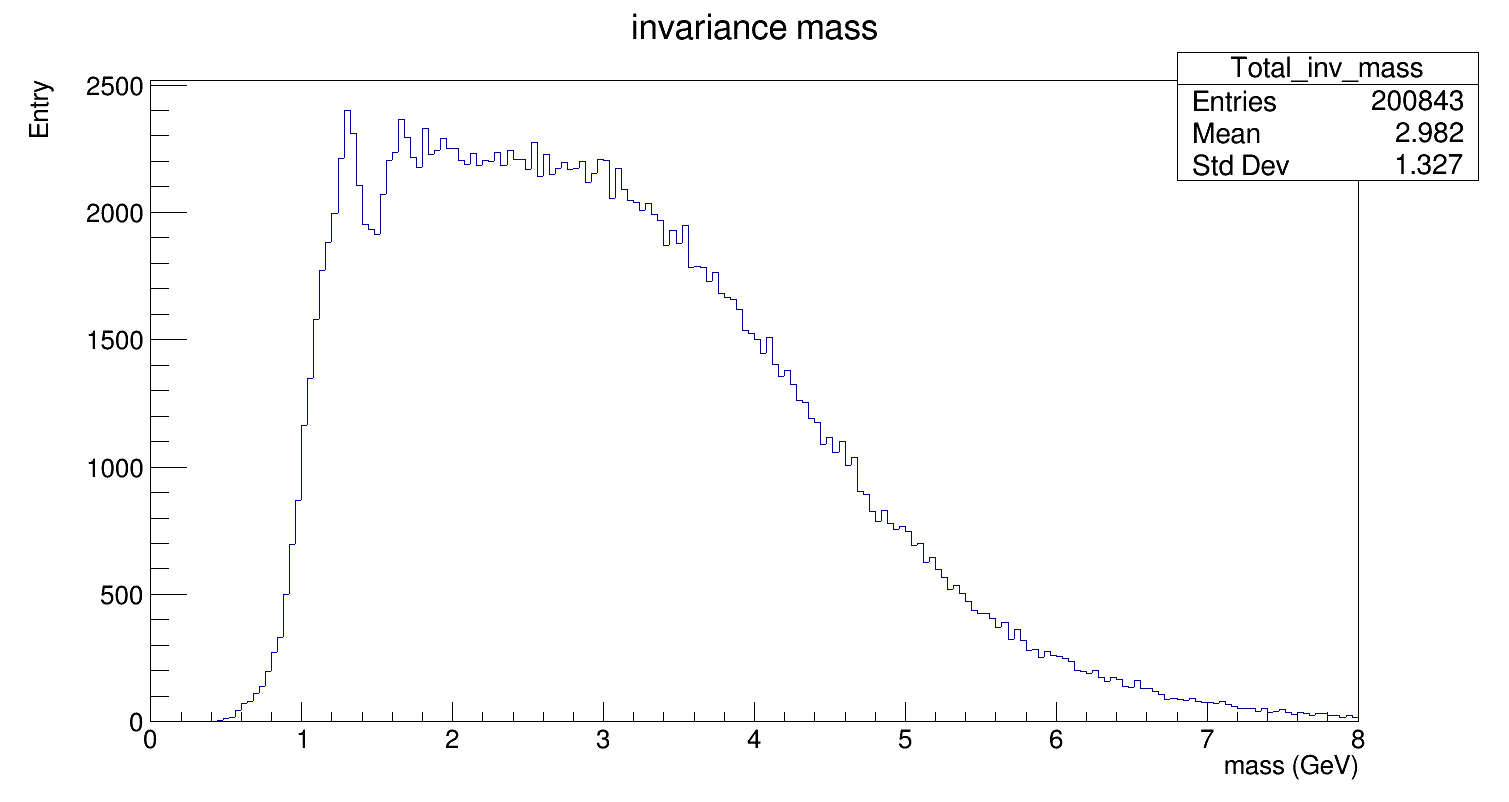 invariance mass
Total_inv_mass
Entries 200843
Mean 2.982
Std Dev 1.327
Entry
2500
2000
1500
1000
500
0
0 1 2 3 4 5 6 7 8
mass (GeV)